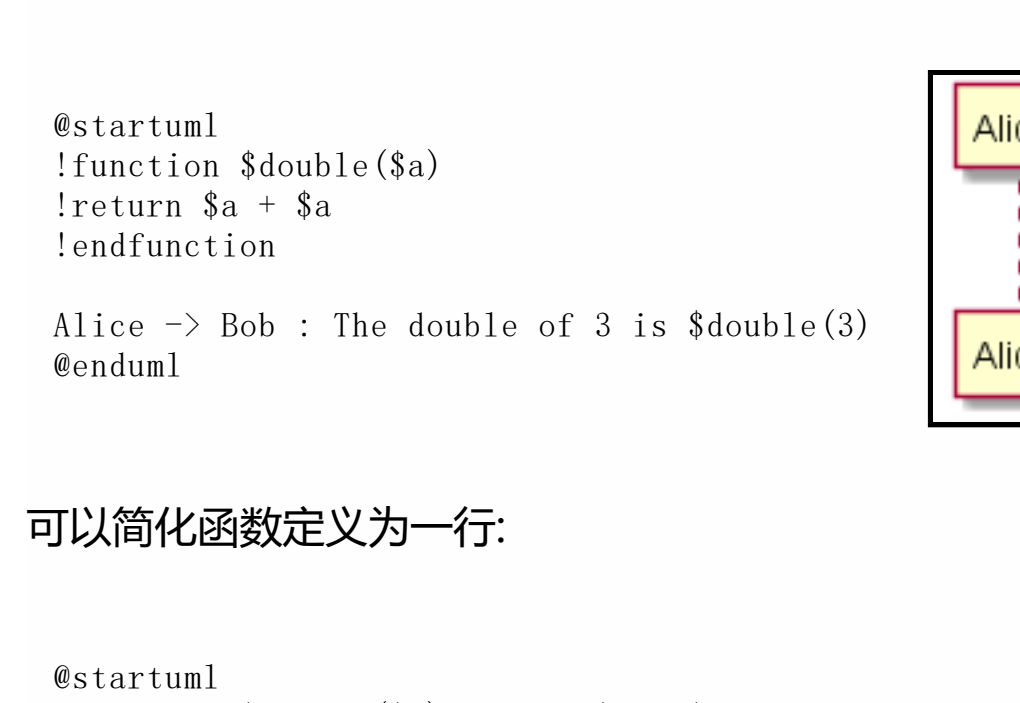 @startuml
!function $double($a)
!return $a + $a
!endfunction
Alice -> Bob : The double of 3 is $double(3)
@enduml
可以简化函数定义为一行:
@startuml